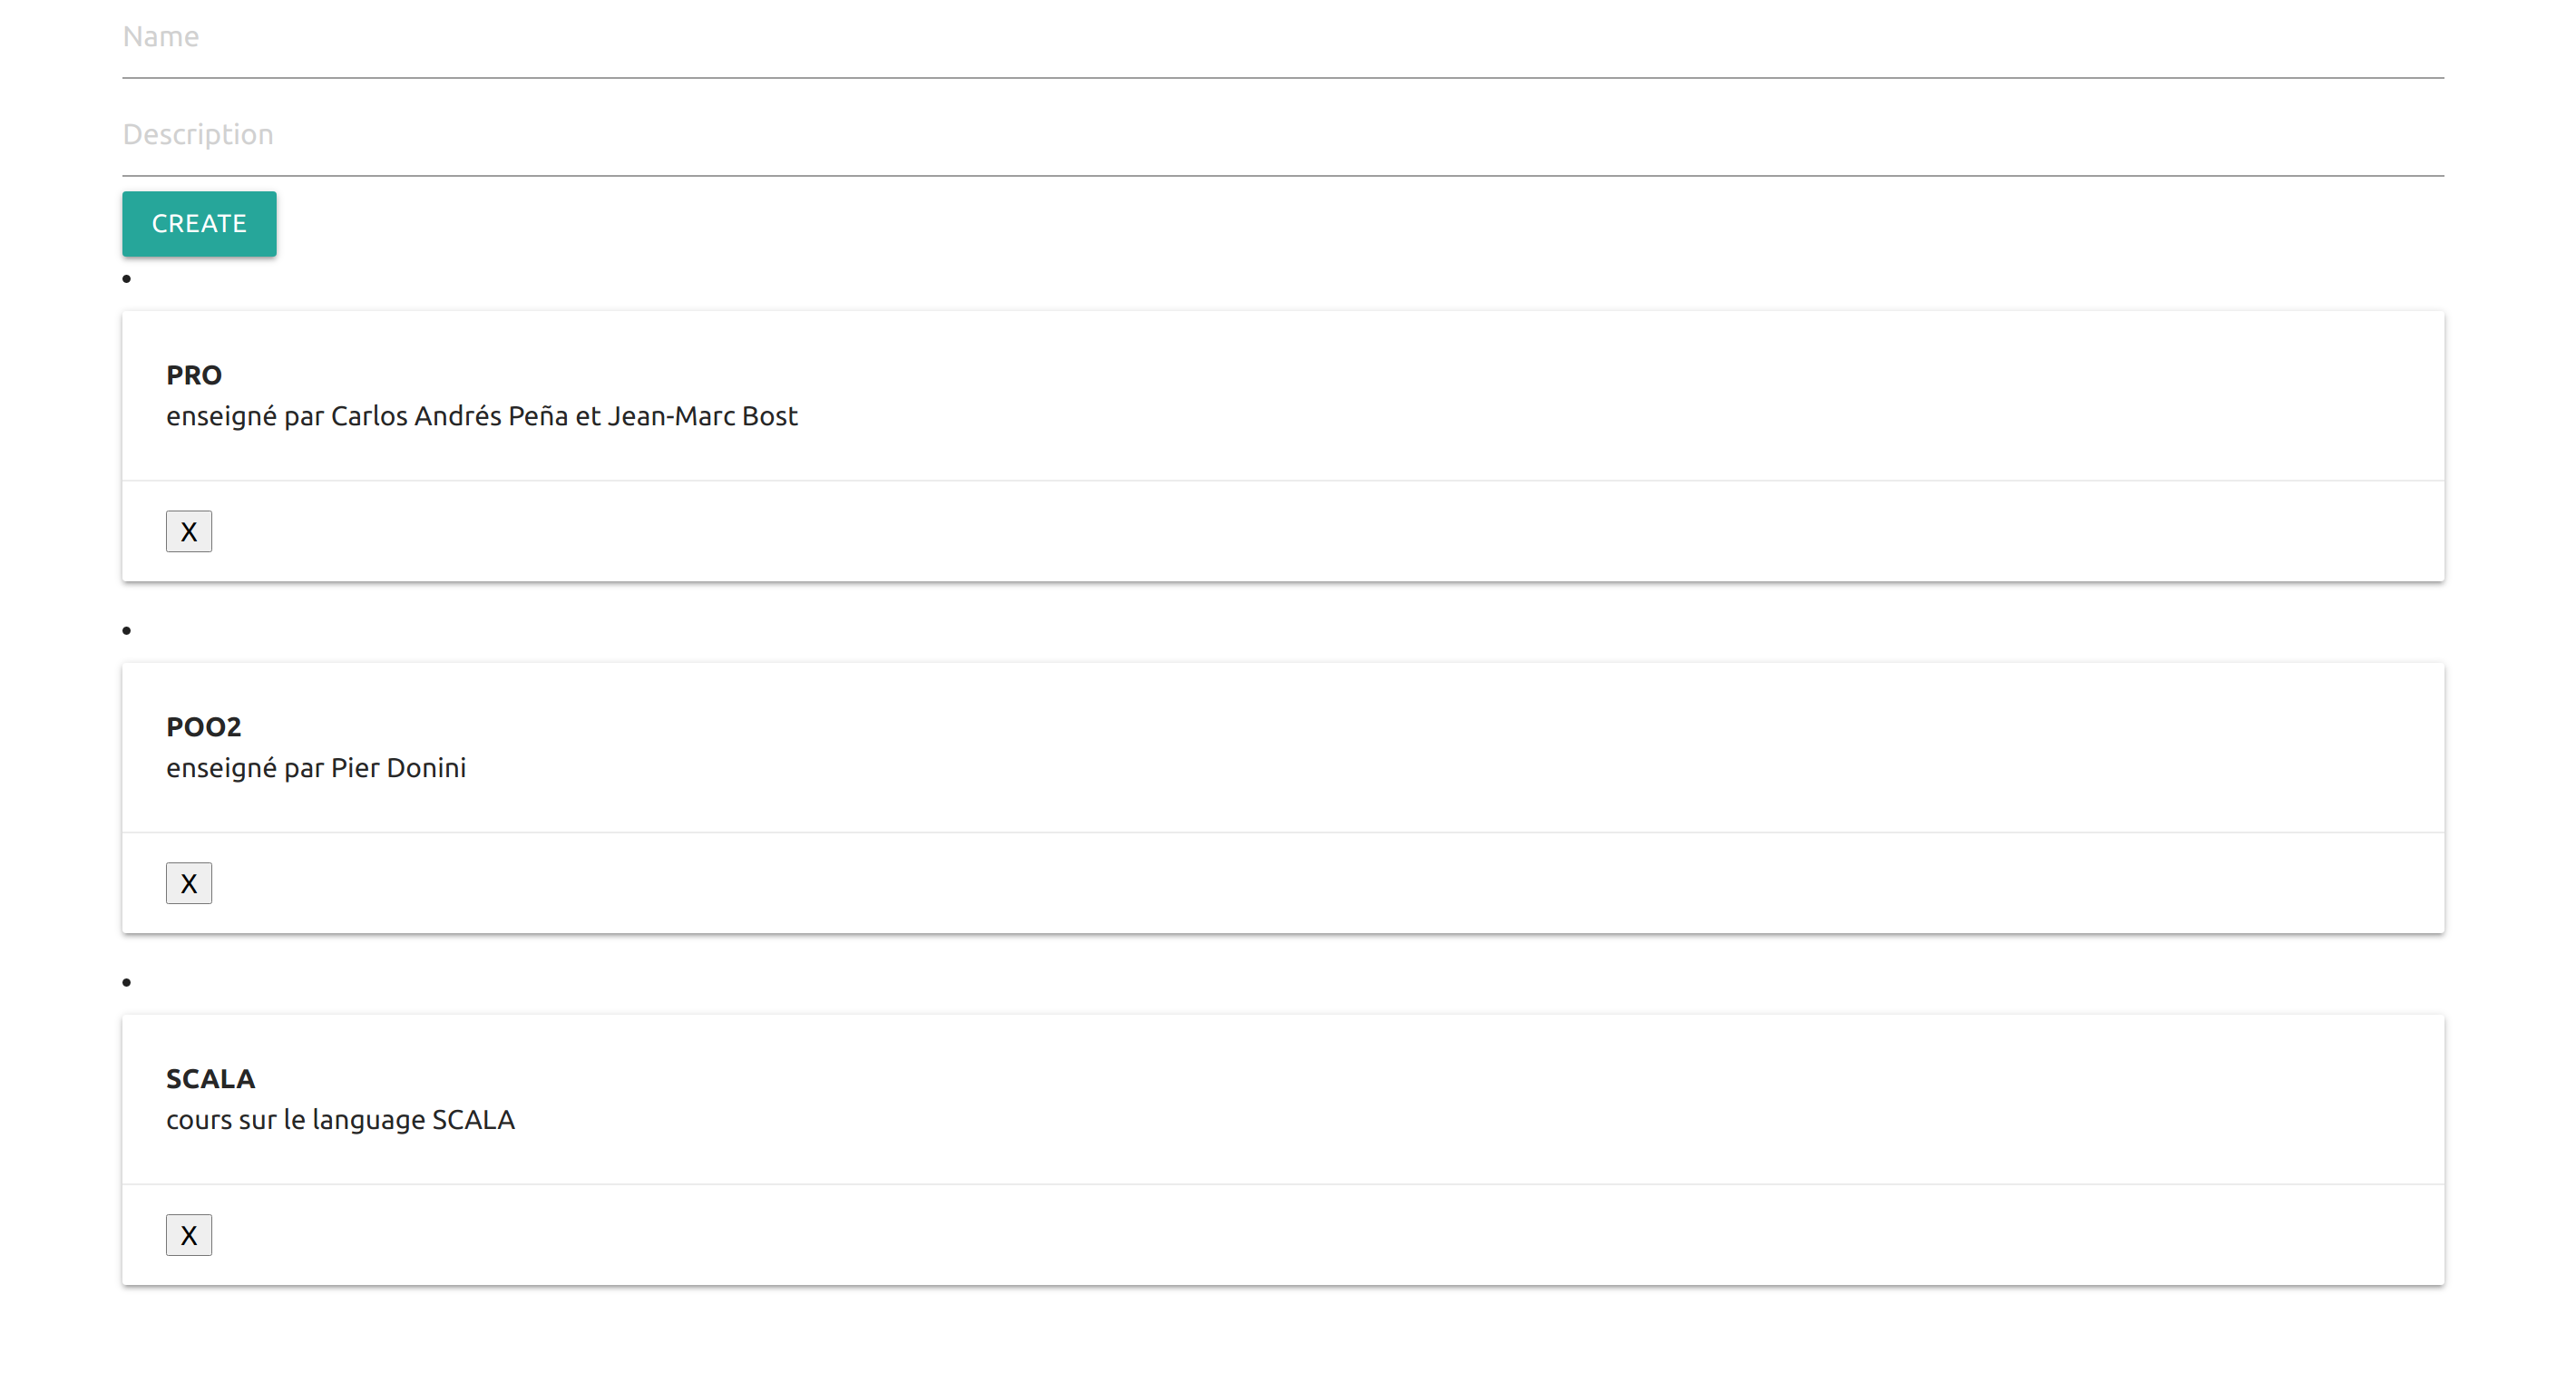 Name
Description
CREATE
PRO
enseigné par Carlos Andrés Peña et Jean-Marc Bost
X
POO2
enseigné par Pier Donini
X
SCALA
cours sur le language SCALA
X